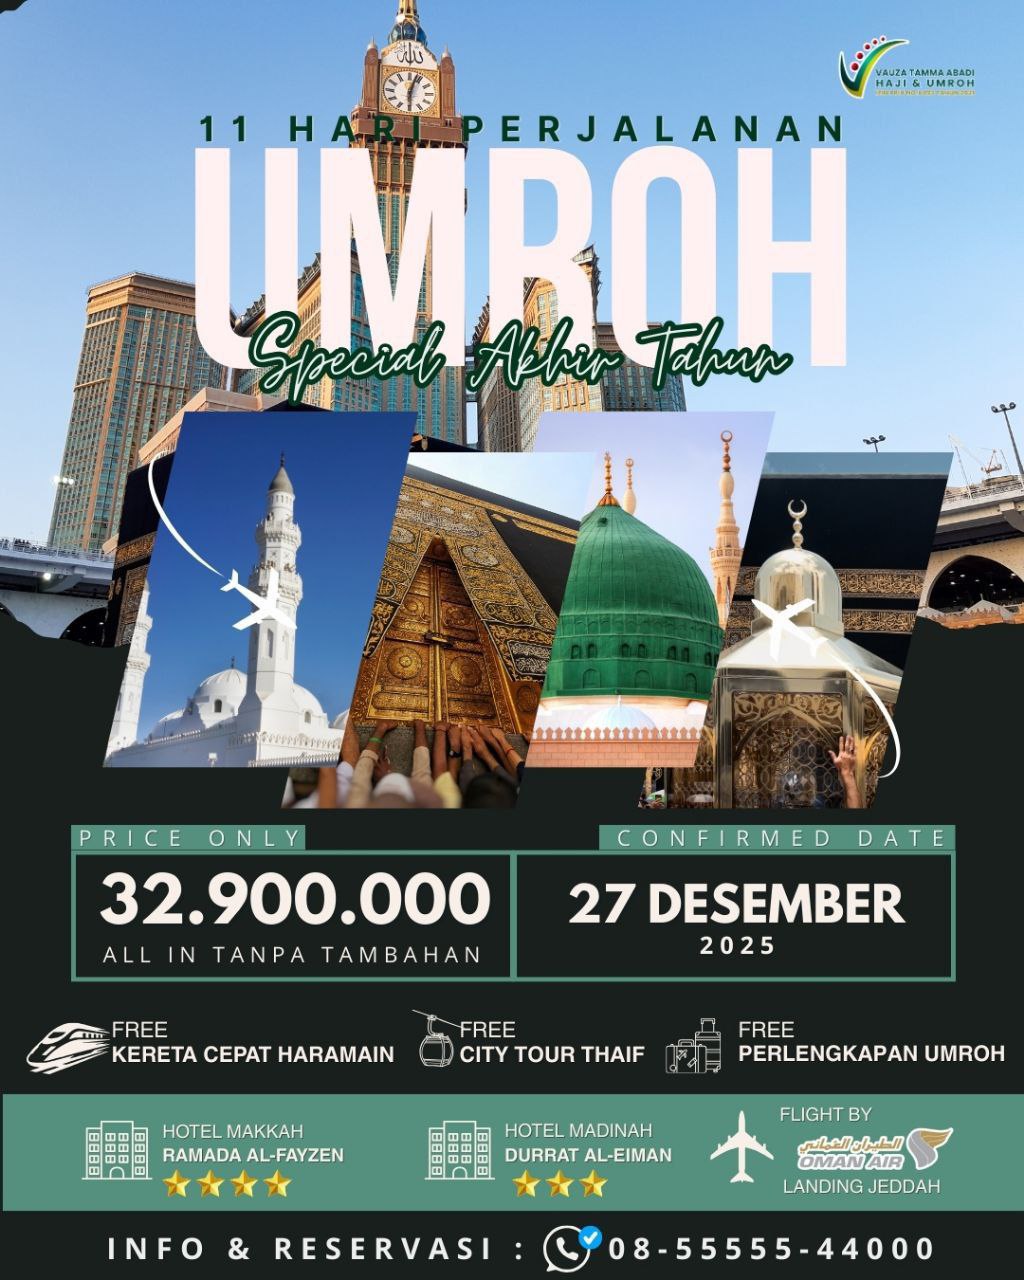 VAUZA TAMMA ABADI
HAJI & UMROH
11 HARI PERJALANAN
UMROH
Special Akhir Tahun
PRICE ONLY
32.900.000
ALL IN TANPA TAMBAHAN
CONFIRMED DATE
27 DESEMBER
2025
FREE
KERETA CEPAT HARAMAIN
FREE
CITY TOUR THAIF
FREE
PERLENGKAPAN UMROH
HOTEL MAKKAH
RAMADA AL-FAYZEN
HOTEL MADINAH
DURRAT AL-EIMAN
FLIGHT BY
الطيران العماني
OMAN AIR
LANDING JEDDAH
INFO & RESERVASI : 08-55555-44000